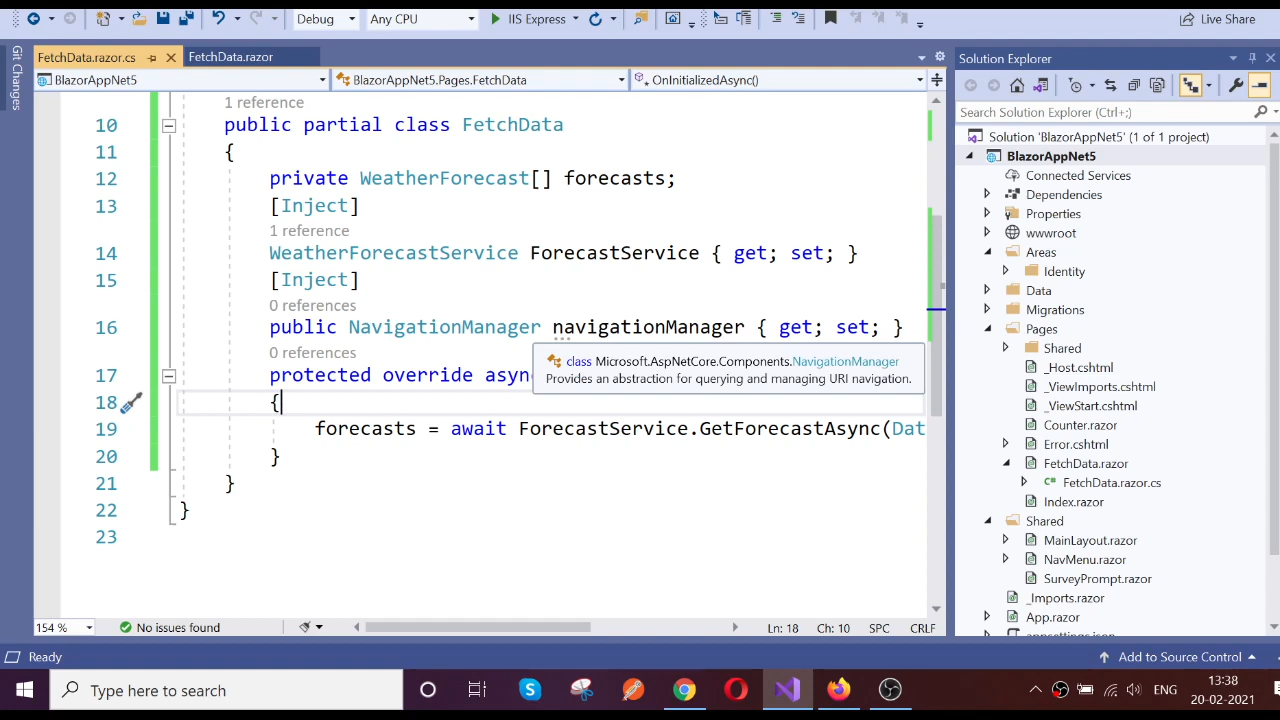 Debug
Any CPU
IIS Express
Live Share
Git Changes
FetchData.razor.cs
FetchData.razor
BlazorAppNet5
BlazorAppNet5.Pages.FetchData
OnInitializedAsync()
1 reference
10 public partial class FetchData
11 {
12 private WeatherForecast[] forecasts;
13 [Inject]
1 reference
14 WeatherForecastService ForecastService { get; set; }
15 [Inject]
0 references
16 public NavigationManager navigationManager { get; set; }
0 references
17 protected override asyn
class Microsoft.AspNetCore.Components.NavigationManager
Provides an abstraction for querying and managing URI navigation.
18 {
19 forecasts = await ForecastService.GetForecastAsync(Dat
20 }
21 }
22 }
23
154 %
No issues found
Ln: 18
Ch: 10
SPC
CRLF
Solution Explorer
Search Solution Explorer (Ctrl+;)
Solution 'BlazorAppNet5' (1 of 1 project)
BlazorAppNet5
Connected Services
Dependencies
Properties
wwwroot
Areas
Identity
Data
Migrations
Pages
Shared
_Host.cshtml
_ViewImports.cshtml
_ViewStart.cshtml
Counter.razor
Error.cshtml
FetchData.razor
FetchData.razor.cs
Index.razor
Shared
MainLayout.razor
NavMenu.razor
SurveyPrompt.razor
_Imports.razor
App.razor
appsettings.json
Ready
Add to Source Control
Type here to search
ENG
13:38
20-02-2021